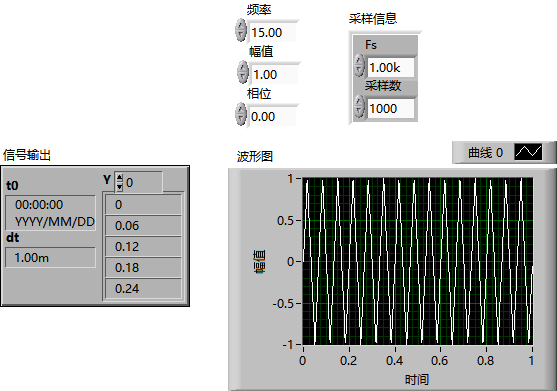 频率
15.00
幅值
1.00
相位
0.00
采样信息
Fs
1.00k
采样数
1000
信号输出
t0
00:00:00
YYYY/MM/DD
dt
1.00m
Y
0
0
0.06
0.12
0.18
0.24
波形图
曲线 0
幅值
1
0.5
0
-0.5
-1
0
0.2
0.4
0.6
0.8
1
时间